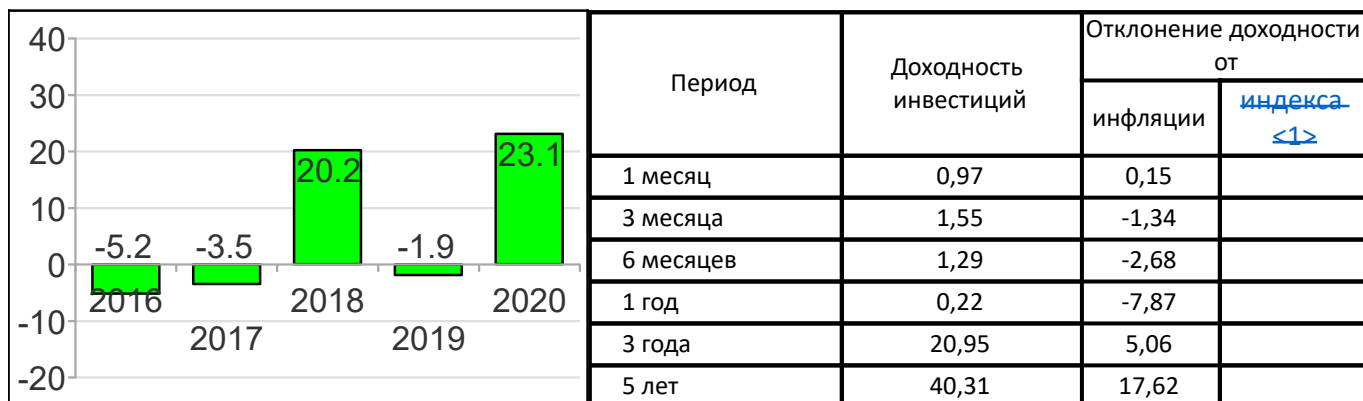 40
30
20
10
0
-10
-20
-5.2
-3.5
20.2
-1.9
23.1
2016
2017
2018
2019
2020
Период
Доходность
инвестиций
Отклонение доходности
от
инфляции
индекса
<1>
1 месяц 0,97 0,15
3 месяца 1,55 -1,34
6 месяцев 1,29 -2,68
1 год 0,22 -7,87
3 года 20,95 5,06
5 лет 40,31 17,62